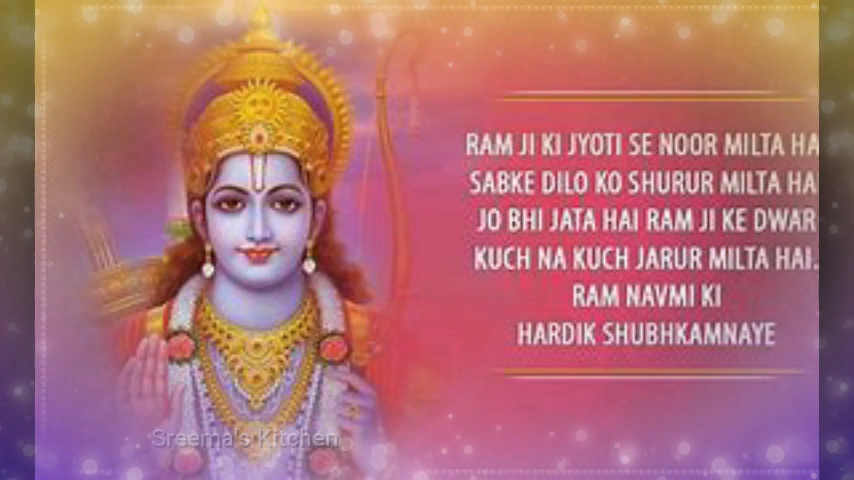 RAM JI KI JYOTI SE NOOR MILTA HA
SABKE DILO KO SHURUR MILTA HA
JO BHI JATA HAI RAM JI KE DWAR
KUCH NA KUCH JARUR MILTA HAI.
RAM NAVMI KI
HARDIK SHUBHKAMNAYE
Sreema's Kitchen